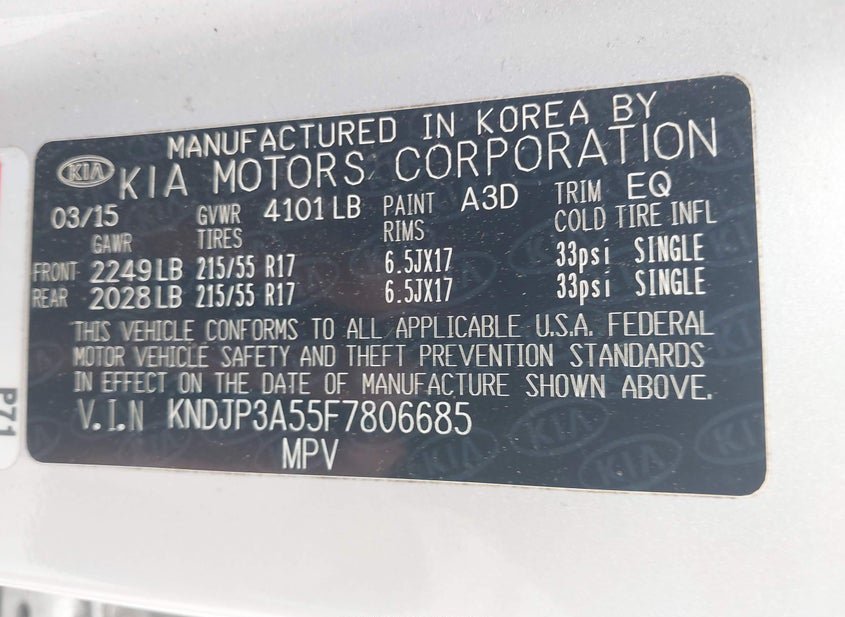 MANUFACTURED IN KOREA BY
KIA KIA MOTORS CORPORATION
03/15 GVWR 4101 LB PAINT A3D TRIM EQ
GAWR TIRES RIMS COLD TIRE INFL
FRONT 2249 LB 215/55 R17 6.5JX17 33psi SINGLE
REAR 2028 LB 215/55 R17 6.5JX17 33psi SINGLE
THIS VEHICLE CONFORMS TO ALL APPLICABLE U.S.A. FEDERAL
MOTOR VEHICLE SAFETY AND THEFT PREVENTION STANDARDS
IN EFFECT ON THE DATE OF MANUFACTURE SHOWN ABOVE.
V.I.N KNDJP3A55F7806685
MPV
P71